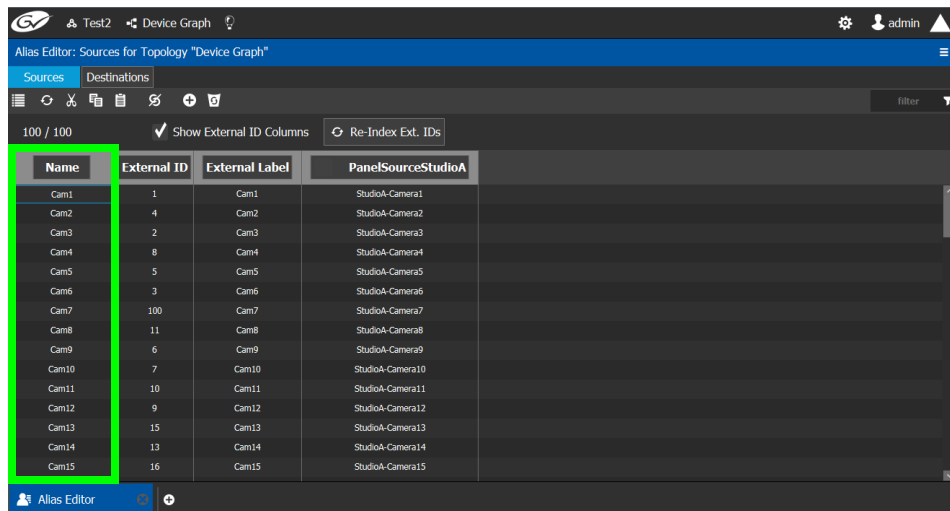 GV Test2 Device Graph admin
Alias Editor: Sources for Topology "Device Graph"
Sources Destinations
filter
100 / 100 Show External ID Columns Re-Index Ext. IDs
Name External ID External Label PanelSourceStudioA
Cam1 1 Cam1 StudioA-Camera1
Cam2 4 Cam2 StudioA-Camera2
Cam3 2 Cam3 StudioA-Camera3
Cam4 8 Cam4 StudioA-Camera4
Cam5 5 Cam5 StudioA-Camera5
Cam6 3 Cam6 StudioA-Camera6
Cam7 100 Cam7 StudioA-Camera7
Cam8 11 Cam8 StudioA-Camera8
Cam9 6 Cam9 StudioA-Camera9
Cam10 7 Cam10 StudioA-Camera10
Cam11 10 Cam11 StudioA-Camera11
Cam12 9 Cam12 StudioA-Camera12
Cam13 15 Cam13 StudioA-Camera13
Cam14 13 Cam14 StudioA-Camera14
Cam15 16 Cam15 StudioA-Camera15
Alias Editor